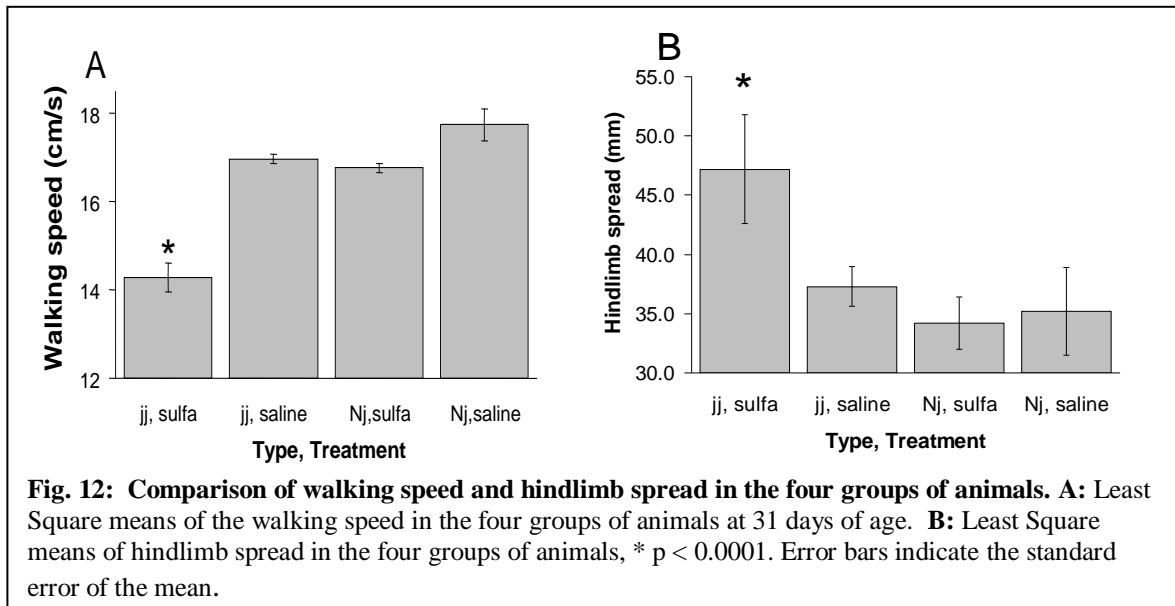 A
Walking speed (cm/s)
18
16
14
12
*
jj, sulfa
jj, saline
Nj,sulfa
Nj,saline
Type, Treatment
B
Hindlimb spread (mm)
55.0
50.0
45.0
40.0
35.0
30.0
*
jj, sulfa
jj, saline
Nj, sulfa
Nj, saline
Type, Treatment
Fig. 12: Comparison of walking speed and hindlimb spread in the four groups of animals. A: Least
Square means of the walking speed in the four groups of animals at 31 days of age. B: Least Square
means of hindlimb spread in the four groups of animals, * p < 0.0001. Error bars indicate the standard
error of the mean.